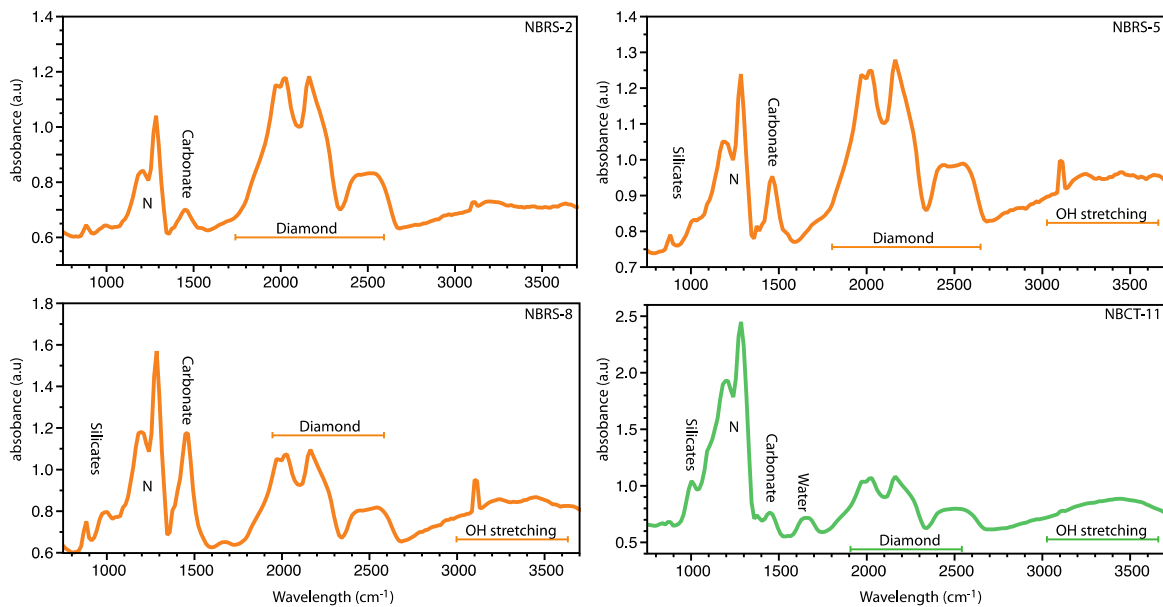 NBRS-2
absobance (a.u)
1.4
1.2
1.0
0.8
0.6
N
Carbonate
Diamond
1000
1500
2000
2500
3000
3500
NBRS-5
absobance (a.u)
1.4
1.3
1.2
1.1
1.0
0.9
0.8
0.7
Silicates
N
Carbonate
Diamond
OH stretching
1000
1500
2000
2500
3000
3500
NBRS-8
absobance (a.u)
1.8
1.6
1.4
1.2
1.0
0.8
0.6
Silicates
N
Carbonate
Diamond
OH stretching
1000
1500
2000
2500
3000
3500
Wavelength (cm-1)
NBCT-11
absobance (a.u)
2.5
2.0
1.5
1.0
0.5
Silicates
N
Carbonate
Water
Diamond
OH stretching
1000
1500
2000
2500
3000
3500
Wavelength (cm-1)